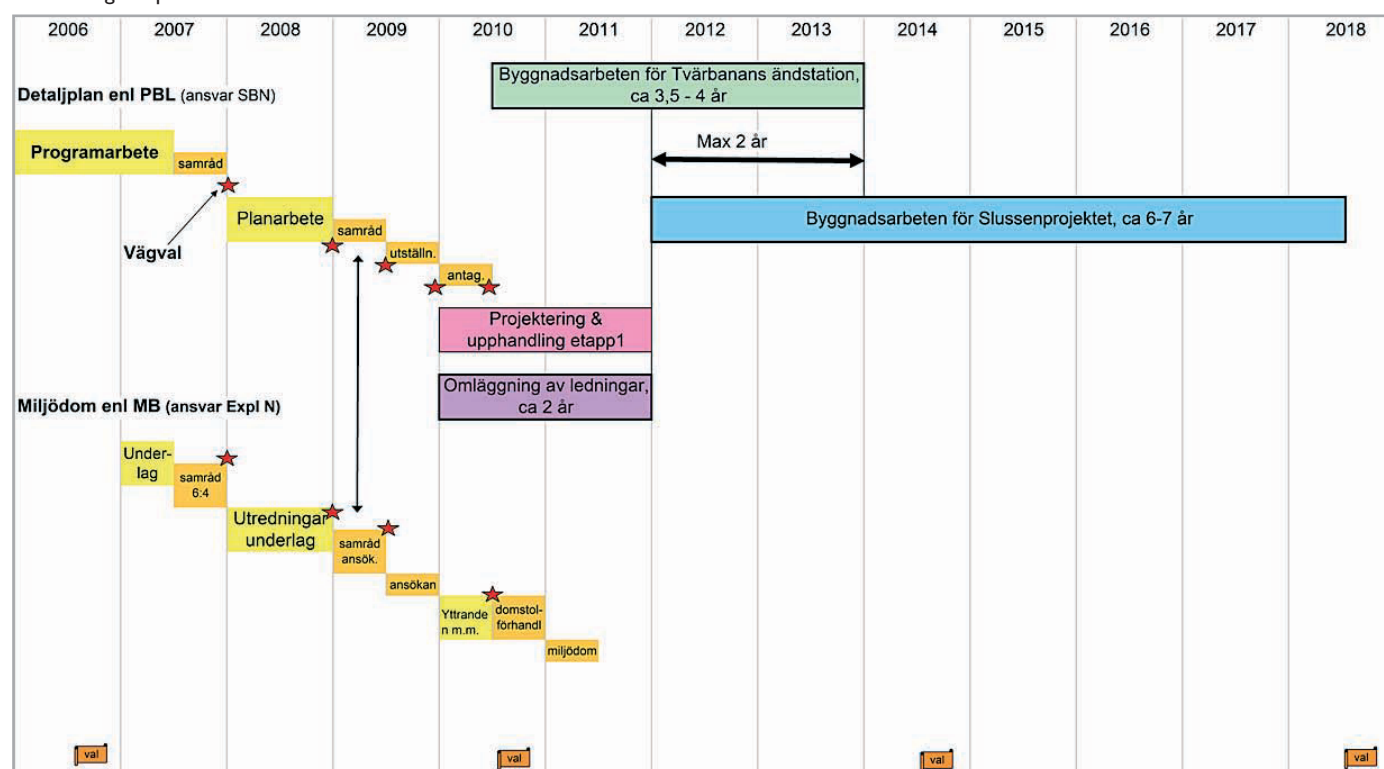 2006 2007 2008 2009 2010 2011 2012 2013 2014 2015 2016 2017 2018
Byggnadsarbeten för Tvärbanans ändstation,
ca 3,5 - 4 år
Detaljplan enl PBL (ansvar SBN)
Max 2 år
Programarbete
samråd
Vägval
Planarbete
samråd
utställn.
antag.
Byggnadsarbeten för Slussenprojektet, ca 6-7 år
Projektering &
upphandling etapp1
Omläggning av ledningar,
ca 2 år
Miljödom enl MB (ansvar Expl N)
Under-
lag
samråd
6:4
Utredningar
underlag
samråd
ansök.
ansökan
Yttrande
n m.m.
domstol-
förhandl
miljödom
val
val
val
val